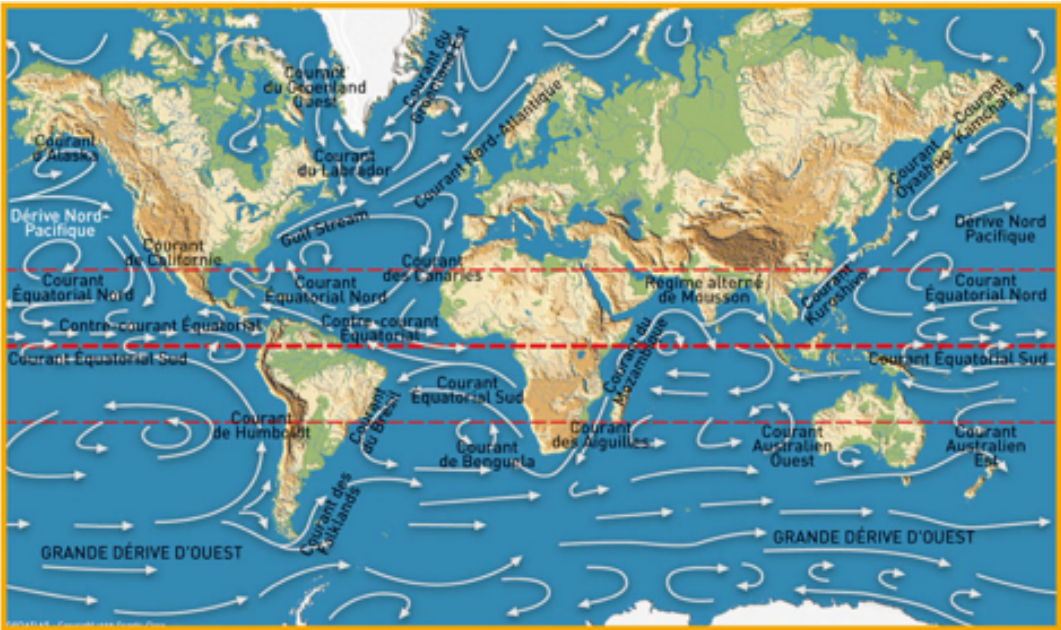 Courant
du Groenland
Ouest
Courant du
Groenland Est
Courant
Kamchatka
Courant
d'Alaska
Courant
du Labrador
Courant Nord-Atlantique
Courant
Oyashivo
Dérive Nord-
Pacifique
Gulf Stream
Dérive Nord
Pacifique
Courant
de Californie
Courant
des Canaries
Courant
Équatorial Nord
Courant
Équatorial Nord
Régime alterné
de Mousson
Courant
Kuroshivo
Courant
Équatorial Nord
Contre-courant Équatorial
Contre-courant
Équatorial
Courant Équatorial Sud
Courant du
Mozambique
Courant Équatorial Sud
Courant
Équatorial Sud
Courant
de Humboldt
Courant
du Brésil
Courant
de Benguela
Courant
des Aiguilles
Courant
Australien
Ouest
Courant
Australien
Est
Courant des
Falklands
GRANDE DÉRIVE D'OUEST
GRANDE DÉRIVE D'OUEST